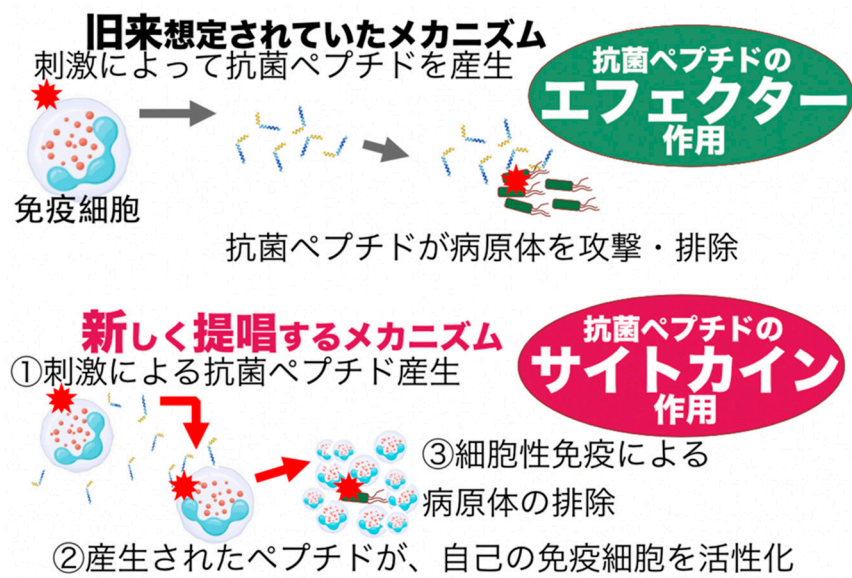 旧来想定されていたメカニズム
刺激によって抗菌ペプチドを産生
抗菌ペプチドの
エフェクター
作用
免疫細胞
抗菌ペプチドが病原体を攻撃・排除
新しく提唱するメカニズム
①刺激による抗菌ペプチド産生
抗菌ペプチドの
サイトカイン
作用
③細胞性免疫による
病原体の排除
②産生されたペプチドが、自己の免疫細胞を活性化